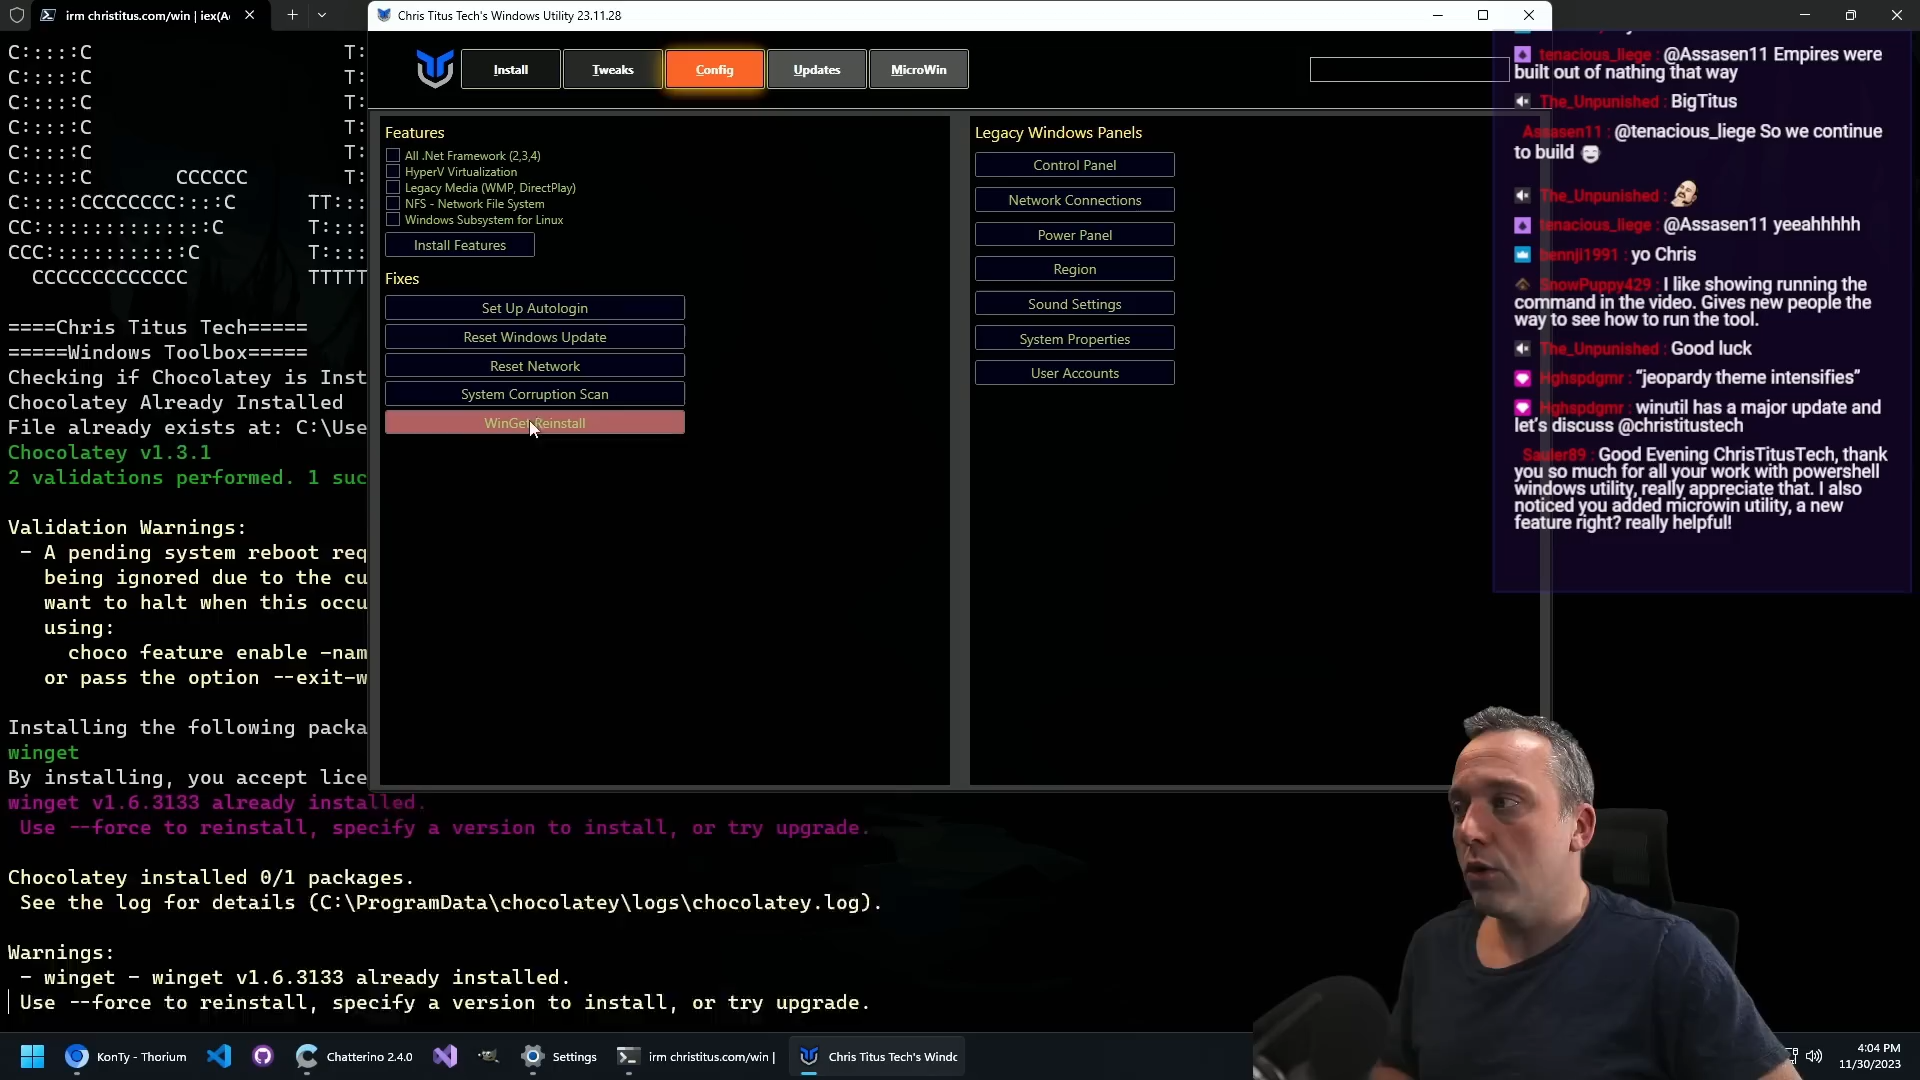 irm christitus.com/win | iex(A
Chris Titus Tech's Windows Utility 23.11.28
Install
Tweaks
Config
Updates
MicroWin
C:::::C T:
C:::::C T:
C:::::C T:
C:::::C T:
C:::::C T:
C:::::C CCCCCC T:
C:::::CCCCCCCC::::C TT:::
CC:::::::::::::::C T::::
CCC::::::::::::C T::::
CCCCCCCCCCCCC TTTTT
====Chris Titus Tech=====
=====Windows Toolbox=====
Checking if Chocolatey is Inst
Chocolatey Already Installed
File already exists at: C:\Use
Chocolatey v1.3.1
2 validations performed. 1 suc
Validation Warnings:
- A pending system reboot req
being ignored due to the cu
want to halt when this occu
using:
choco feature enable -nam
or pass the option --exit-w
Installing the following packa
winget
By installing, you accept lice
winget v1.6.3133 already installed.
Use --force to reinstall, specify a version to install, or try upgrade.
Chocolatey installed 0/1 packages.
See the log for details (C:\ProgramData\chocolatey\logs\chocolatey.log).
Warnings:
- winget - winget v1.6.3133 already installed.
Use --force to reinstall, specify a version to install, or try upgrade.
Features
All .Net Framework (2,3,4)
HyperV Virtualization
Legacy Media (WMP, DirectPlay)
NFS - Network File System
Windows Subsystem for Linux
Install Features
Fixes
Set Up Autologin
Reset Windows Update
Reset Network
System Corruption Scan
WinGet Reinstall
Legacy Windows Panels
Control Panel
Network Connections
Power Panel
Region
Sound Settings
System Properties
User Accounts
tenacious_liege : @Assasen11 Empires were
built out of nathing that way
The_Unpunished : BigTitus
Assasen11 : @tenacious_liege So we continue
to build
The_Unpunished :
tenacious_liege : @Assasen11 yeeahhhhh
bennji1991 : yo Chris
SnowPuppy429 : I like showing running the
command in the video. Gives new people the
way to see how to run the tool.
The_Unpunished : Good luck
Hghspdgmr : “jeopardy theme intensifies”
Hghspdgmr : winutil has a major update and
let's discuss @christitustech
Sauler89 : Good Evening ChrisTitusTech, thank
you so much for all your work with powershell
windows utility, really appreciate that. I also
noticed you added microwin utility, a new
feature right? really helpful!
KonTy - Thorium
Chatterino 2.4.0
Settings
irm christitus.com/win |
Chris Titus Tech's Windc
4:04 PM
11/30/2023